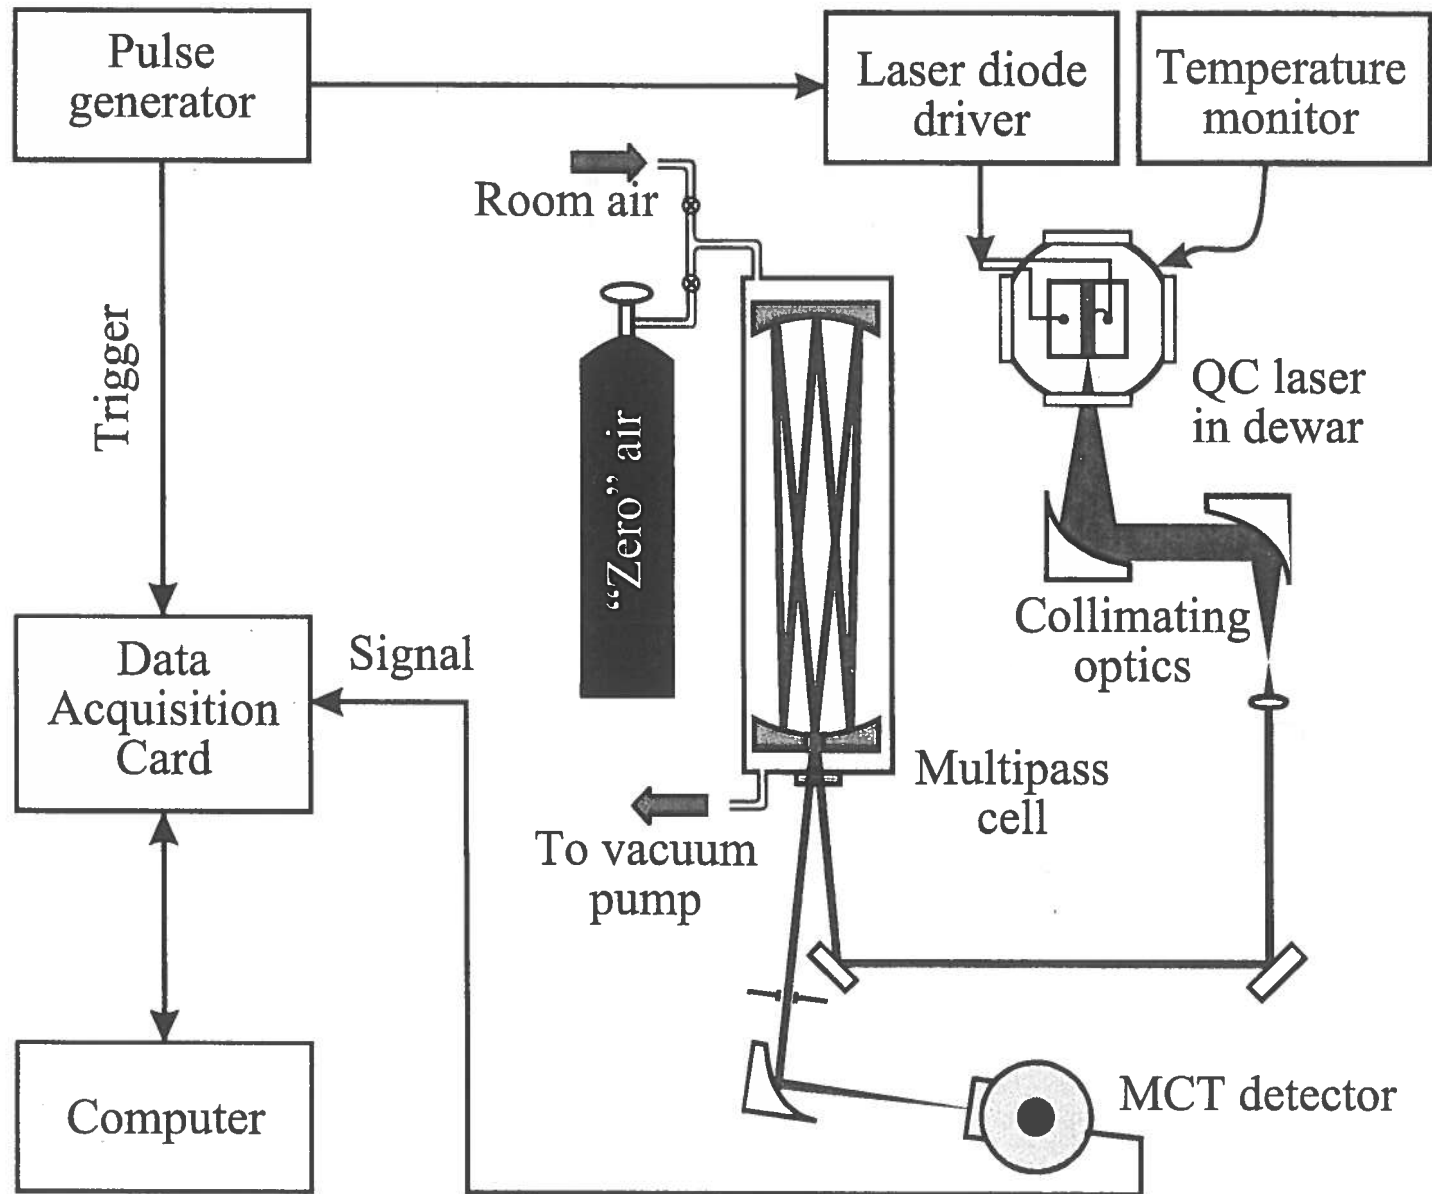 Pulse
generator
Laser diode
driver
Temperature
monitor
Room air
Trigger
"Zero" air
QC laser
in dewar
Collimating
optics
Data
Acquisition
Card
Signal
Multipass
cell
To vacuum
pump
Computer
MCT detector